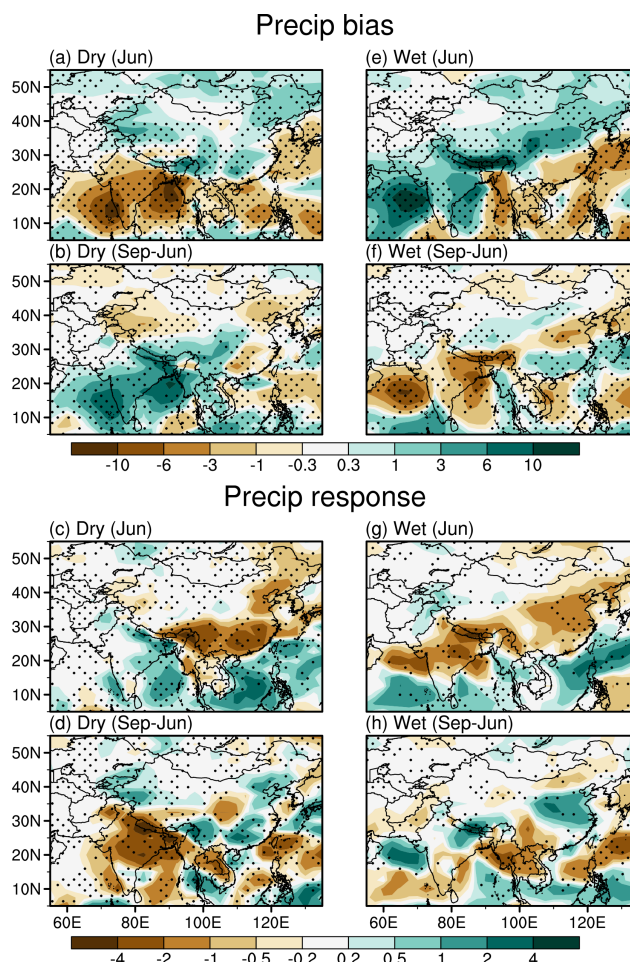 Precip bias
(a) Dry (Jun)
(e) Wet (Jun)
50N
40N
30N
20N
10N
(b) Dry (Sep-Jun)
(f) Wet (Sep-Jun)
50N
40N
30N
20N
10N
-10 -6 -3 -1 -0.3 0.3 1 3 6 10
Precip response
(c) Dry (Jun)
(g) Wet (Jun)
50N
40N
30N
20N
10N
(d) Dry (Sep-Jun)
(h) Wet (Sep-Jun)
50N
40N
30N
20N
10N
60E 80E 100E 120E 60E 80E 100E 120E
-4 -2 -1 -0.5 -0.2 0.2 0.5 1 2 4